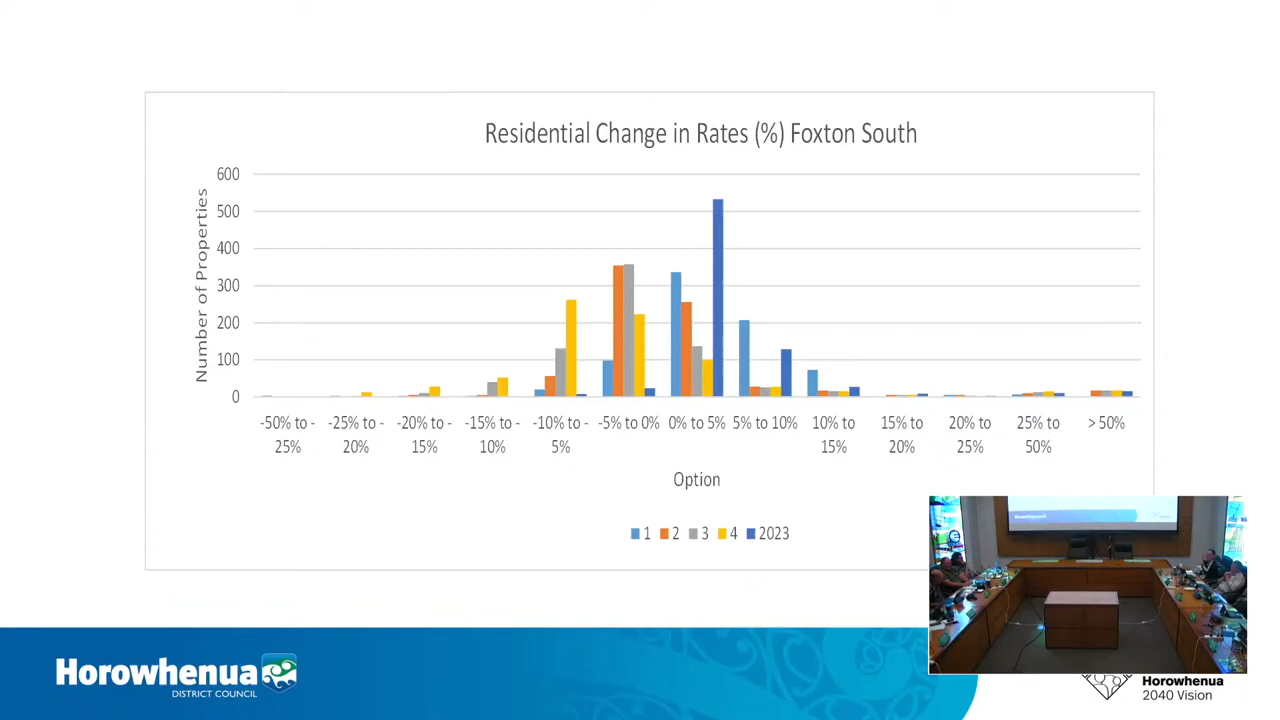 Residential Change in Rates (%) Foxton South
600
500
400
300
200
100
0
Number of Properties
-50% to -
25%
-25% to -
20%
-20% to -
15%
-15% to -
10%
-10% to -
5%
-5% to 0%
0% to 5%
5% to 10%
10% to
15%
15% to
20%
20% to
25%
25% to
50%
> 50%
Option
1 2 3 4 2023
Horowhenua
DISTRICT COUNCIL
Horowhenua
2040 Vision